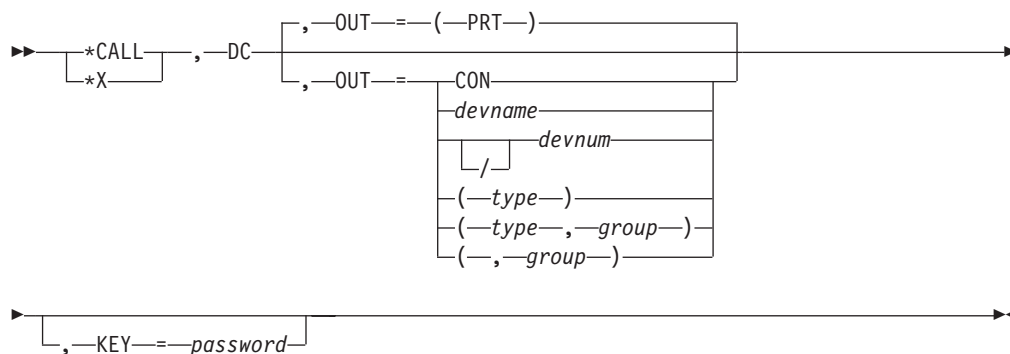 , OUT = ( PRT )
*CALL , DC
*X , OUT = CON
devname
devnum
/
( type )
( type , group )
( , group )
, KEY = password